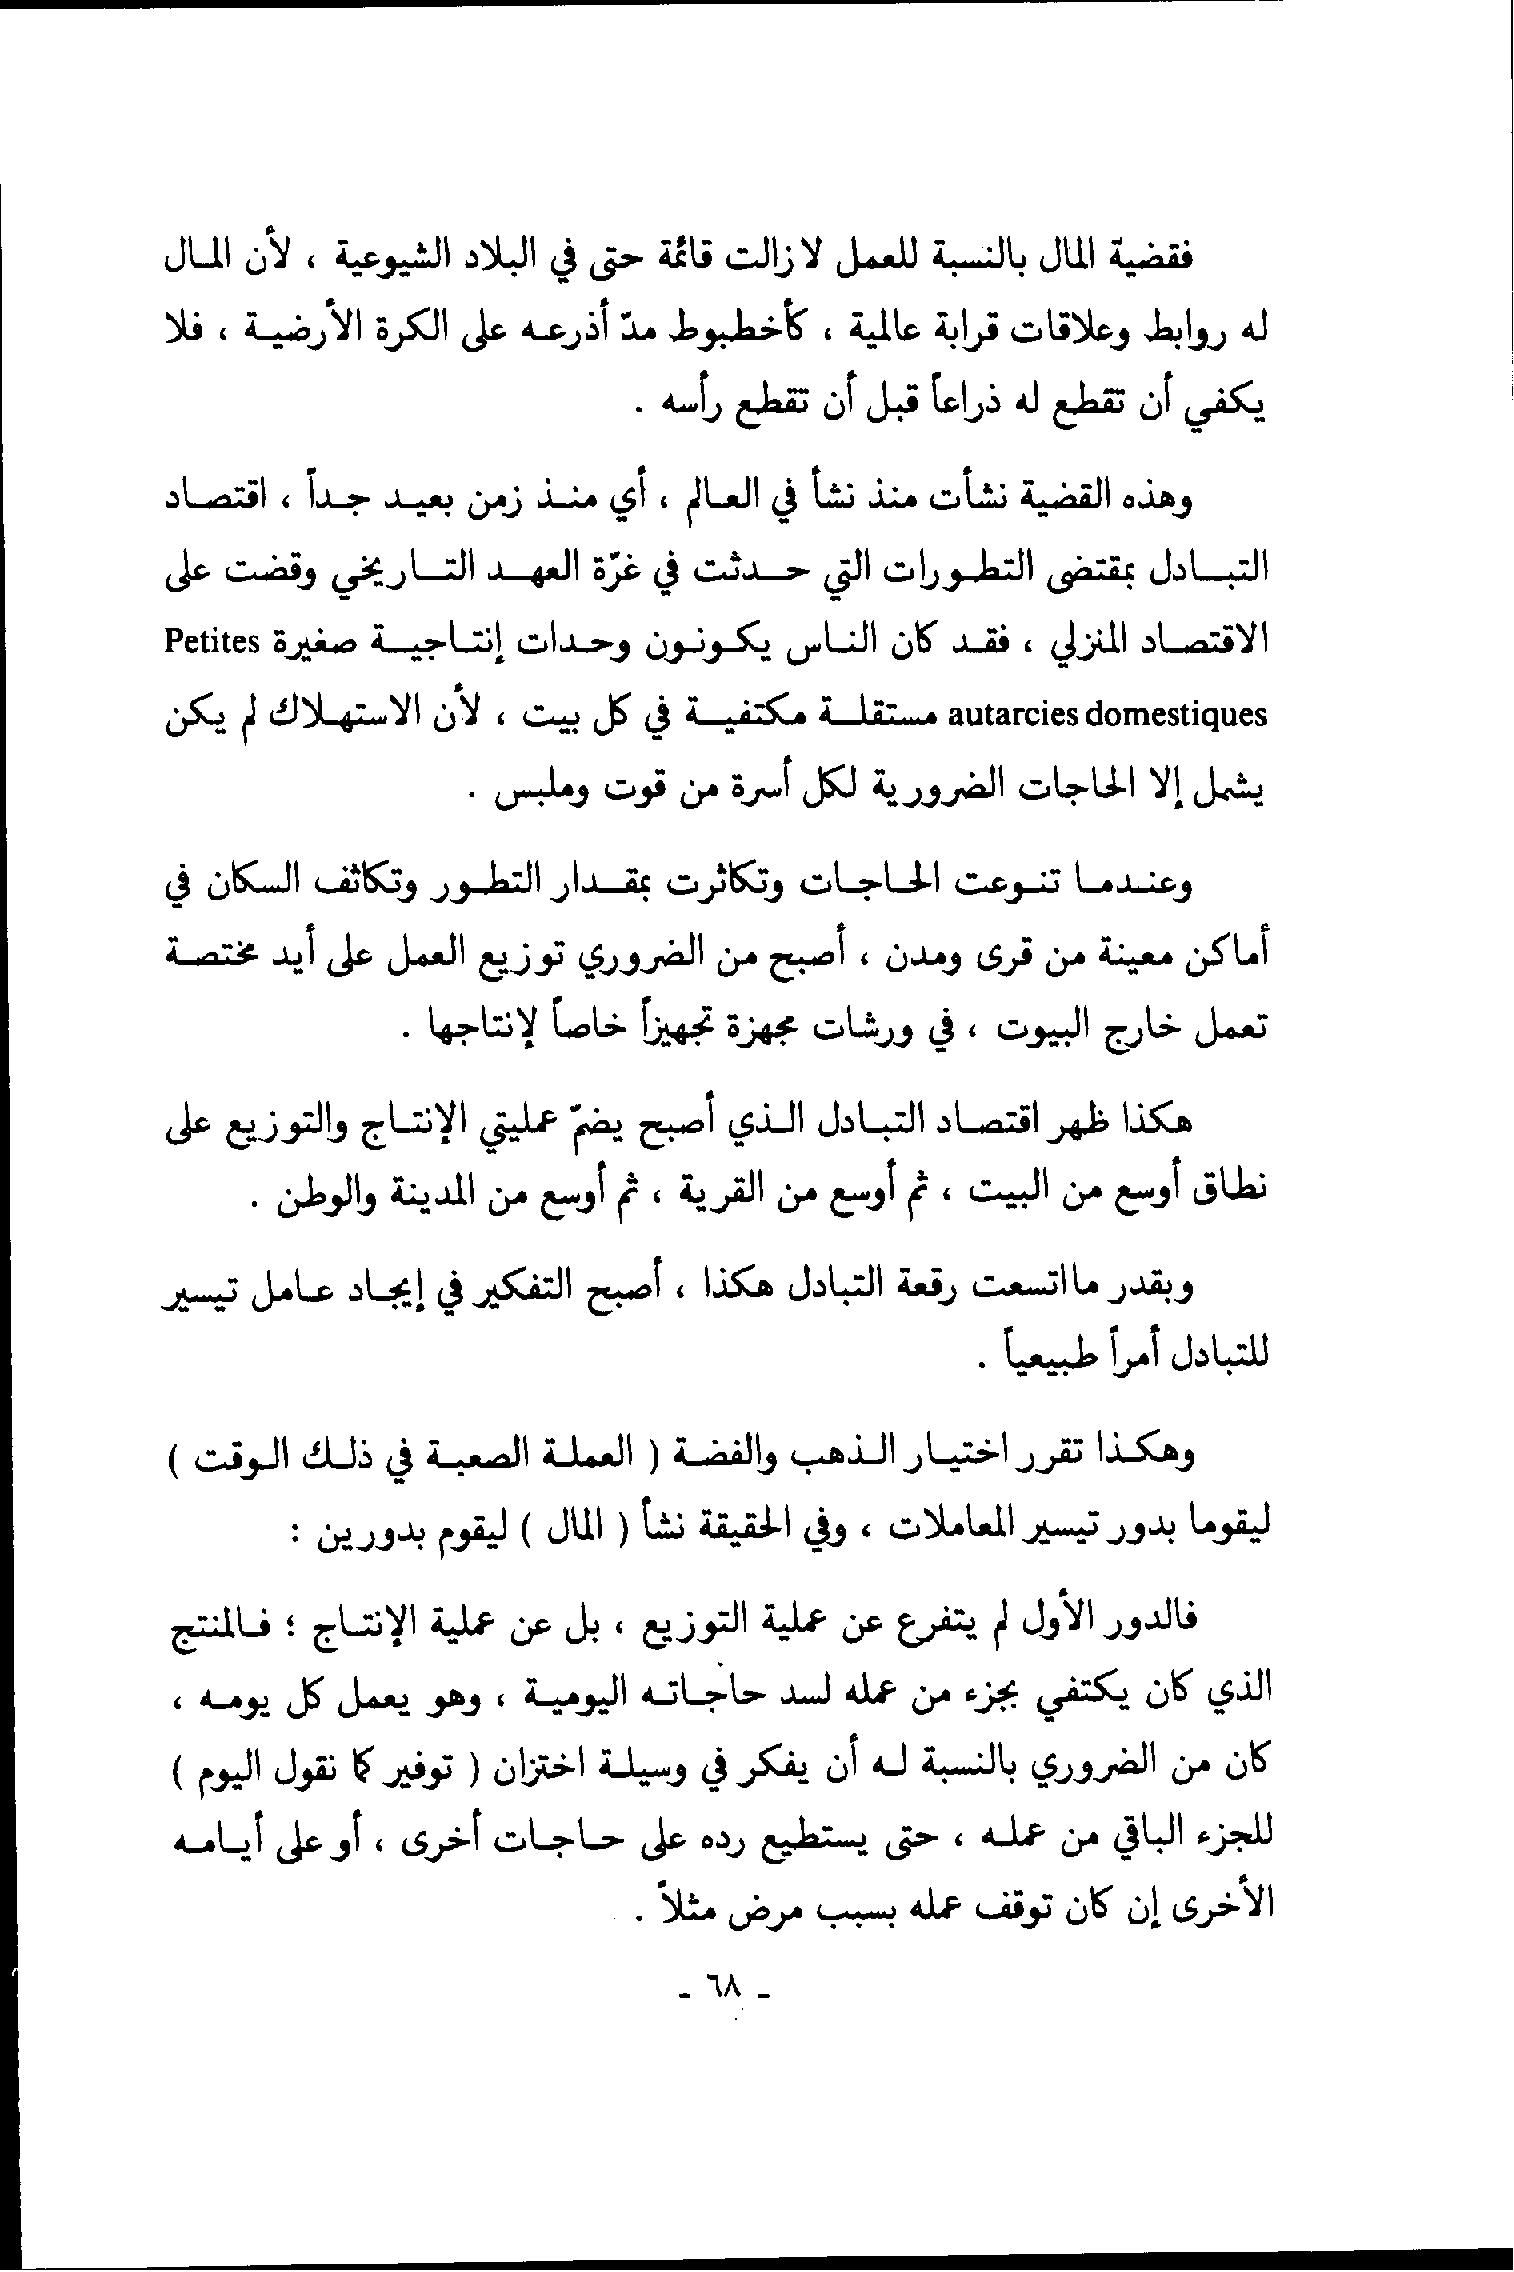 فقضية المال بالنسبة للعمل لا زالت قائمة حتى في البلاد الشيوعية ، لأن المال
له روابط وعلاقات قرابة عالمية ، كأخطبوط مدّ أذرعه على الكرة الأرضية ، فلا
يكفي أن تقطع له ذراعاً قبل أن تقطع رأسه .
وهذه القضية نشأت منذ نشأ في العالم ، أي منذ زمن بعيد جداً ، اقتصاد
التبادل بمقتضى التطورات التي حدثت في غرّة العهد التاريخي وقضت على
الاقتصاد المنزلي ، فقد كان الناس يكونون وحدات إنتاجية صغيرة Petites
autarcies domestiques مستقلة مكتفية في كل بيت ، لأن الاستهلاك لم يكن
يشمل إلا الحاجات الضرورية لكل أسرة من قوت وملبس .
وعندما تنوعت الحاجات وتكاثرت بمقدار التطور وتكاثف السكان في
أماكن معينة من قرى ومدن ، أصبح من الضروري توزيع العمل على أيد مختصة
تعمل خارج البيوت ، في ورشات مجهزة تجهيزاً خاصاً لإنتاجها .
هكذا ظهر اقتصاد التبادل الذي أصبح يضمّ عمليتي الإنتاج والتوزيع على
نطاق أوسع من البيت ، ثم أوسع من القرية ، ثم أوسع من المدينة والوطن .
وبقدر ما اتسعت رقعة التبادل هكذا ، أصبح التفكير في إيجاد عامل تيسير
للتبادل أمراً طبيعياً .
وهكذا تقرر اختيار الذهب والفضة ( العملة الصعبة في ذلك الوقت )
ليقوما بدور تيسير المعاملات ، وفي الحقيقة نشأ ( المال ) ليقوم بدورين :
فالدور الأول لم يتفرع عن عملية التوزيع ، بل عن عملية الإنتاج ؛ فالمنتج
الذي كان يكتفي بجزء من عمله لسد حاجاته اليومية ، وهو يعمل كل يومه ،
كان من الضروري بالنسبة له أن يفكر في وسيلة اختزان ( توفير كما نقول اليوم )
للجزء الباقي من عمله ، حتى يستطيع رده على حاجات أخرى ، أو على أيامه
الأخرى إن كان توقف عمله بسبب مرض مثلاً .
- ٦٨ -